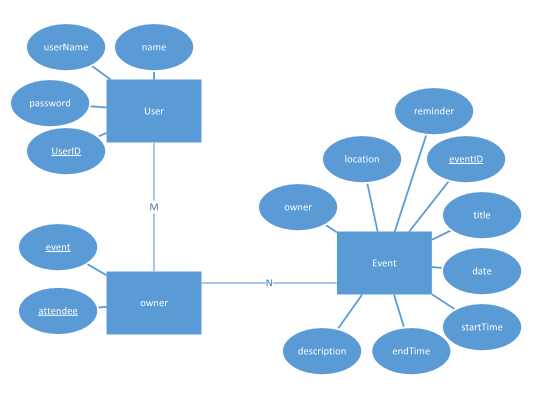 userName
name
password
User
UserID
reminder
location
eventID
M
owner
title
event
Event
date
N
attendee
owner
startTime
description
endTime